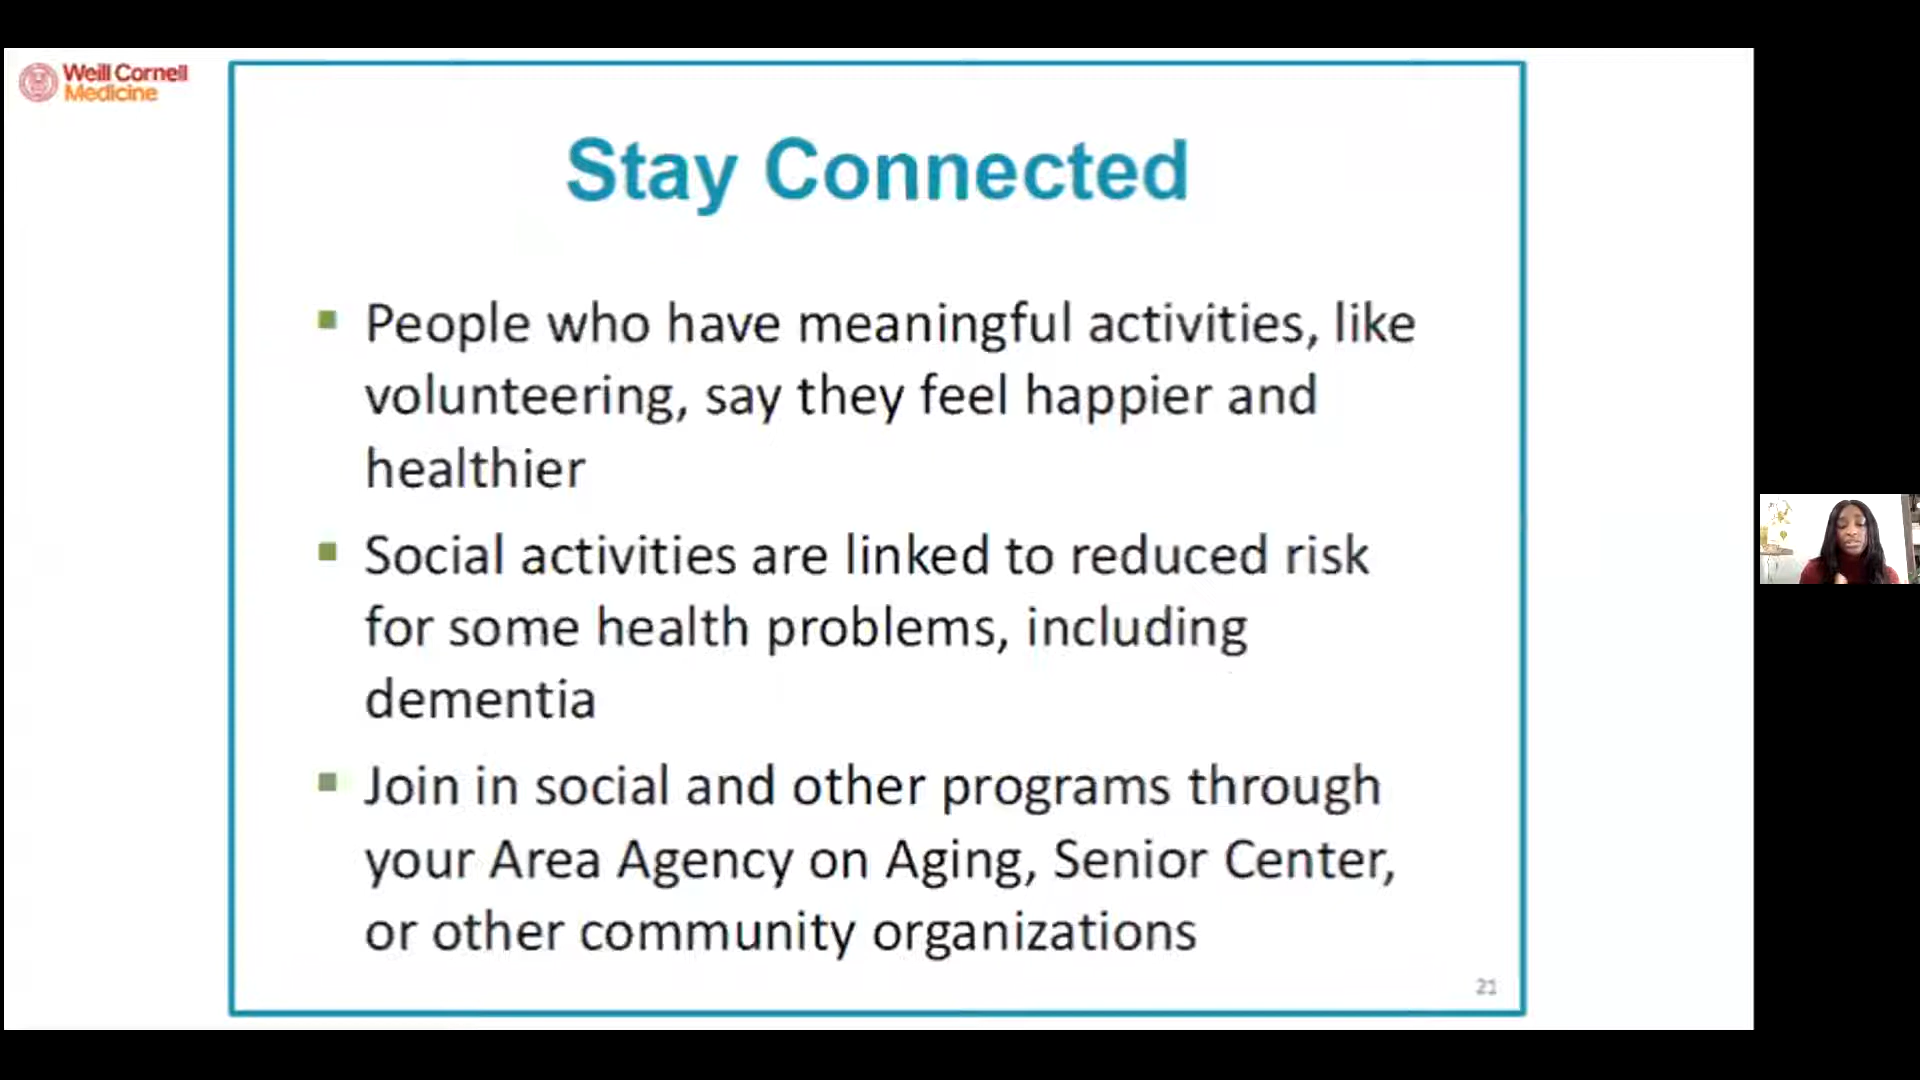 Weill Cornell
Medicine
Stay Connected
People who have meaningful activities, like
volunteering, say they feel happier and
healthier
Social activities are linked to reduced risk
for some health problems, including
dementia
Join in social and other programs through
your Area Agency on Aging, Senior Center,
or other community organizations
21